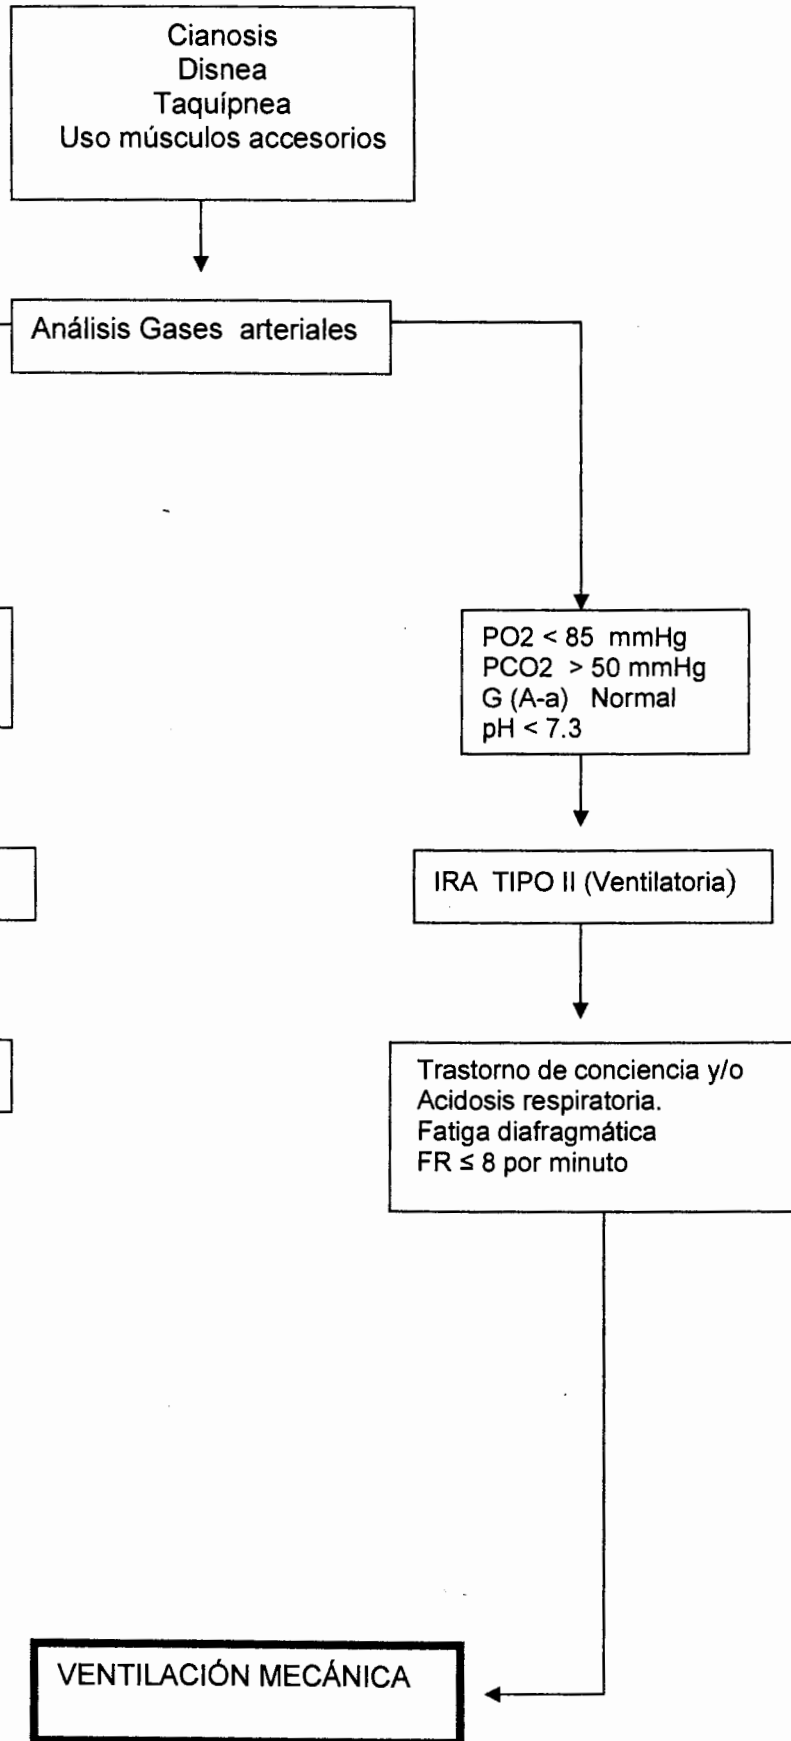 Cianosis
Disnea
Taquípnea
Uso músculos accesorios
Análisis Gases arteriales
PO2 < 85 mmHg
PCO2 > 50 mmHg
G (A-a) Normal
pH < 7.3
IRA TIPO II (Ventilatoria)
Trastorno de conciencia y/o
Acidosis respiratoria.
Fatiga diafragmática
FR ≤ 8 por minuto
VENTILACIÓN MECÁNICA